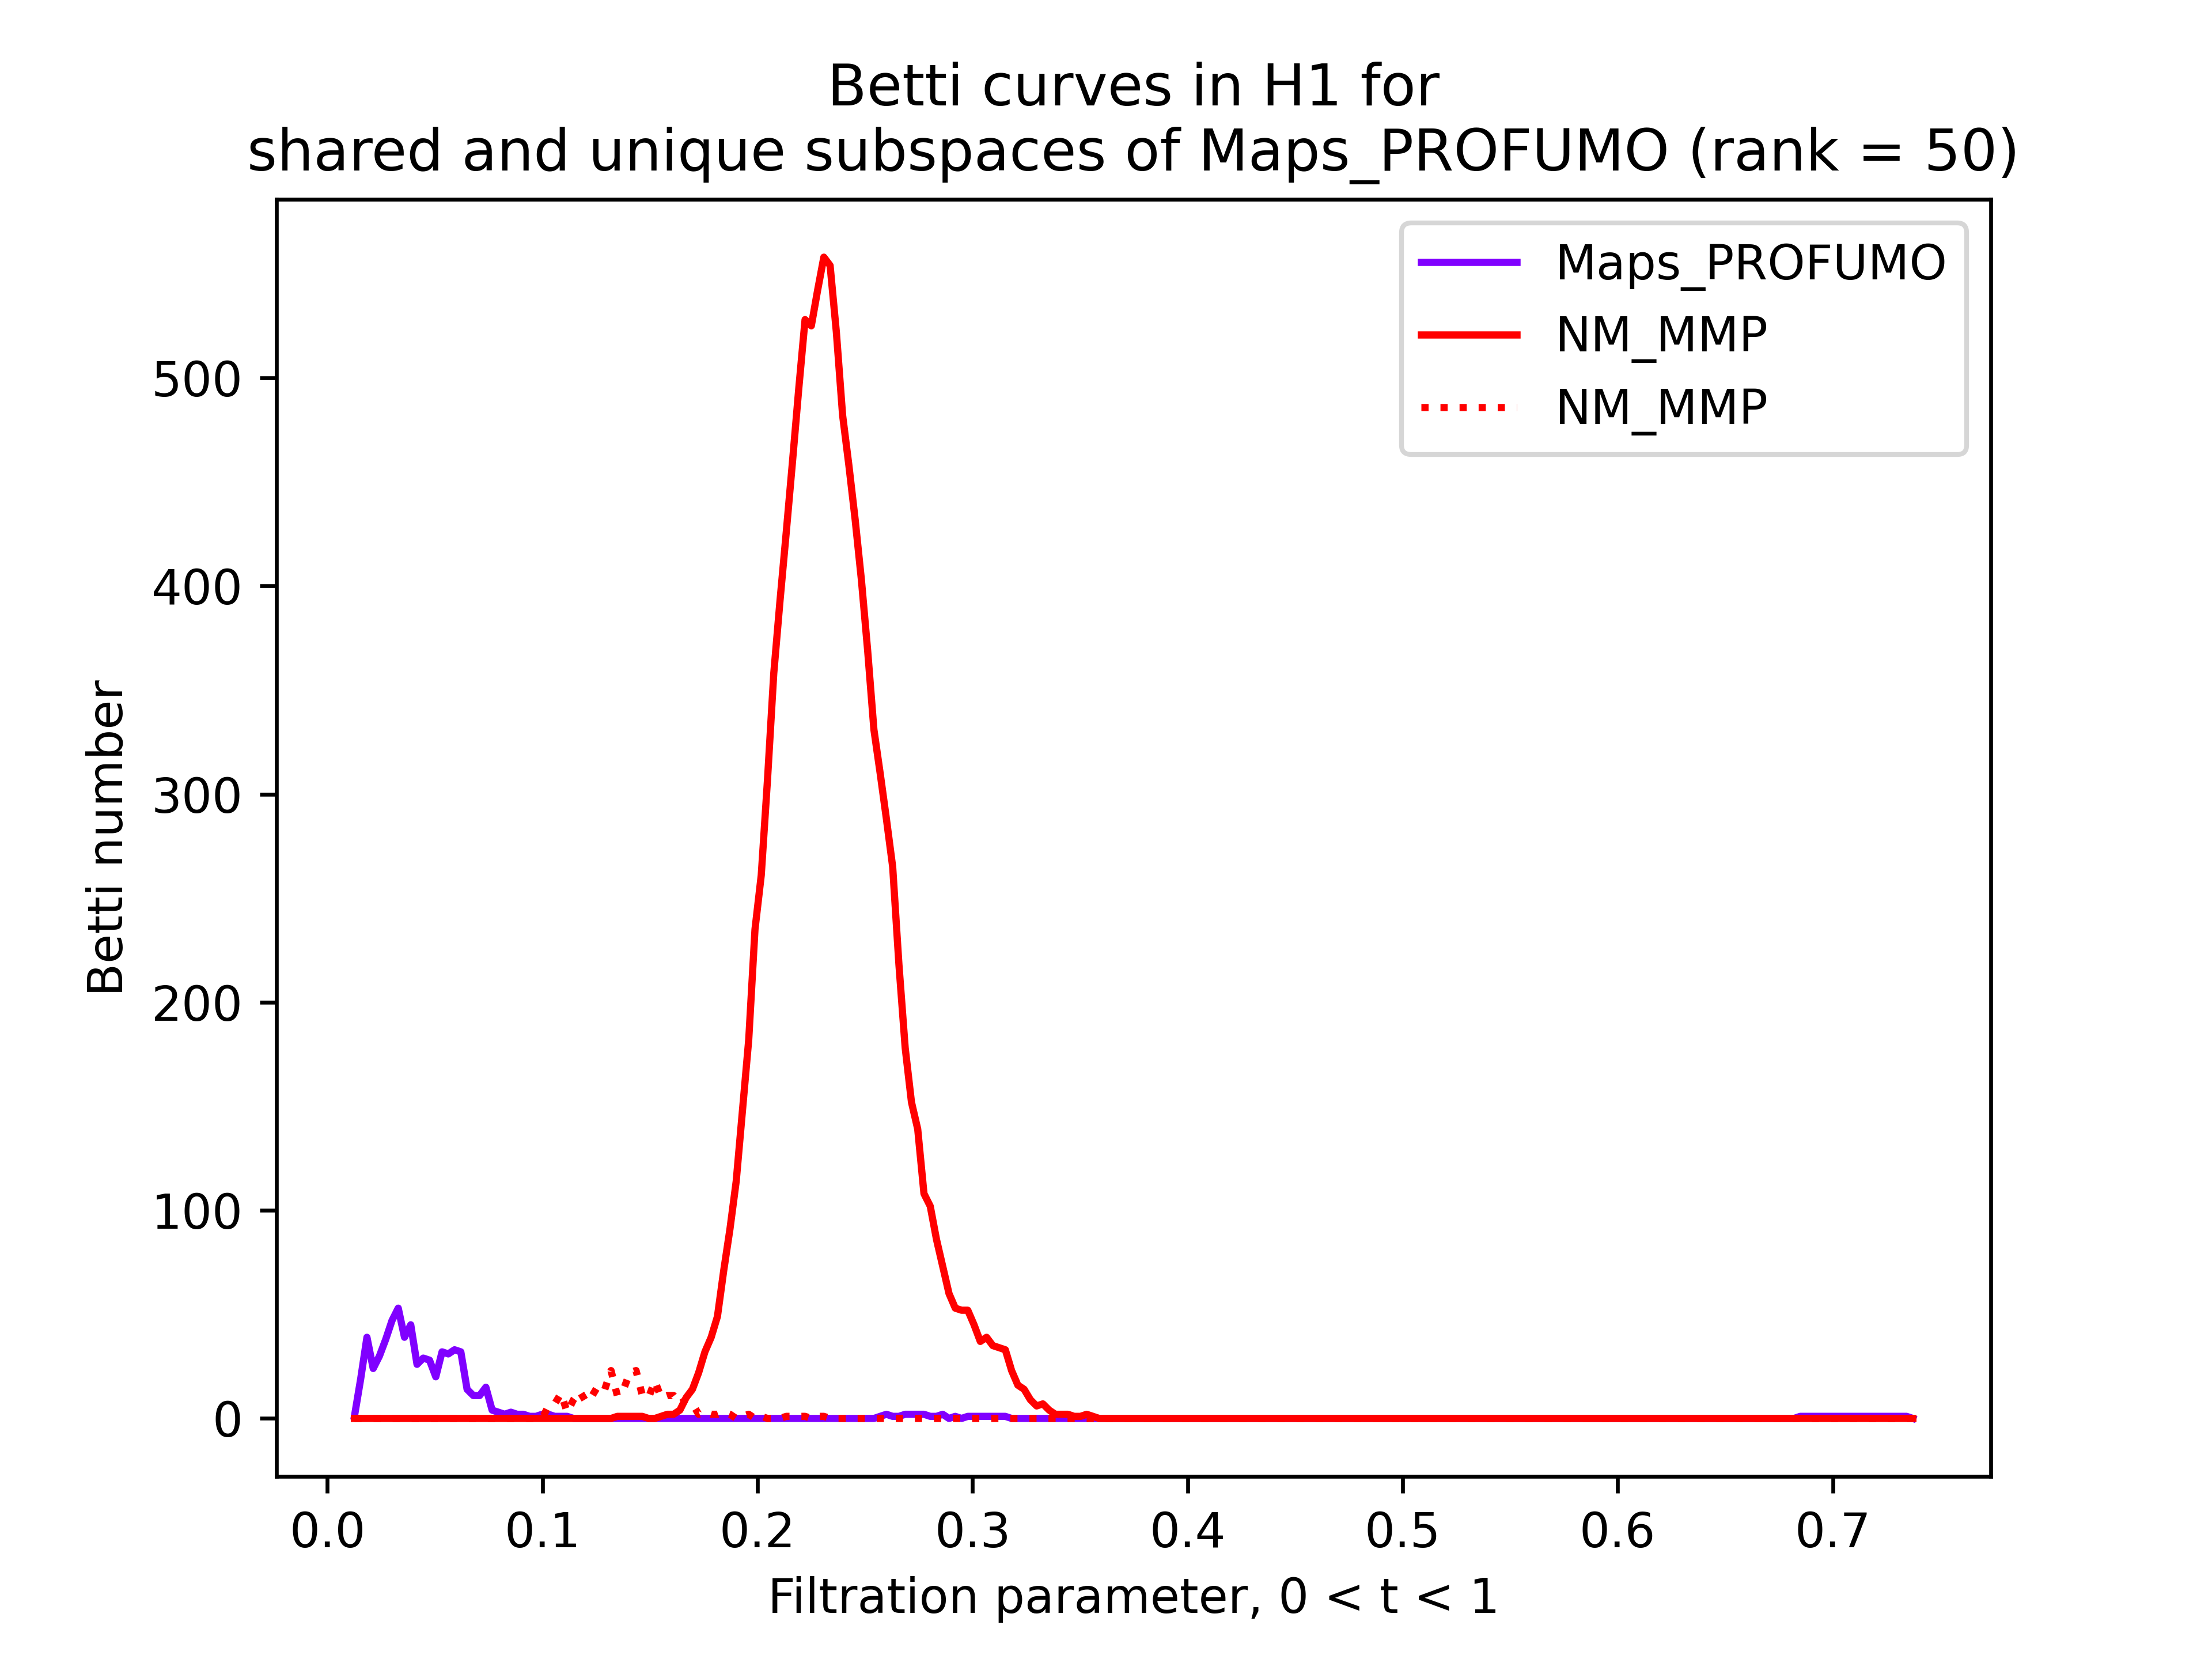 Betti curves in H1 for
shared and unique subspaces of Maps_PROFUMO (rank = 50)
Maps_PROFUMO
NM_MMP
NM_MMP
Betti number
500
400
300
200
100
0
0.0 0.1 0.2 0.3 0.4 0.5 0.6 0.7
Filtration parameter, 0 < t < 1